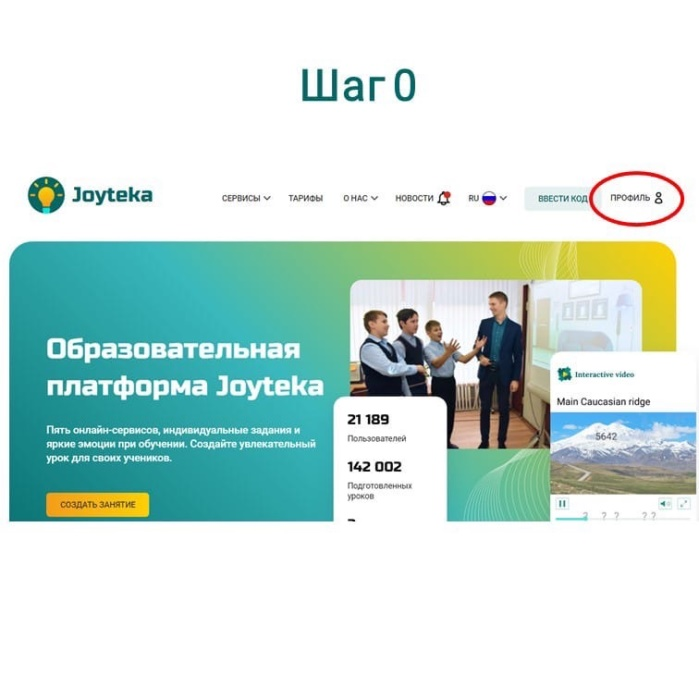 Шаг 0
Joyteka
СЕРВИСЫ ТАРИФЫ О НАС НОВОСТИ RU ВВЕСТИ КОД ПРОФИЛЬ
Образовательная
платформа Joyteka
Пять онлайн-сервисов, индивидуальные задания и
яркие эмоции при обучении. Создайте увлекательный
урок для своих учеников.
СОЗДАТЬ ЗАНЯТИЕ
21 189
Пользователей
142 002
Подготовленных
уроков
Interactive video
Main Caucasian ridge
5642
? ? ? ? ?